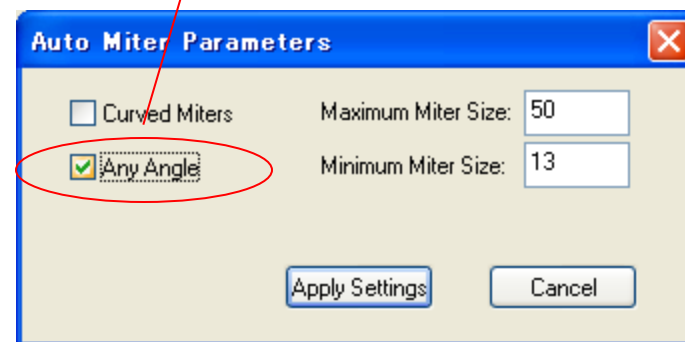 Auto Miter Parameters
Curved Miters
Maximum Miter Size: 50
Any Angle
Minimum Miter Size: 13
Apply Settings
Cancel